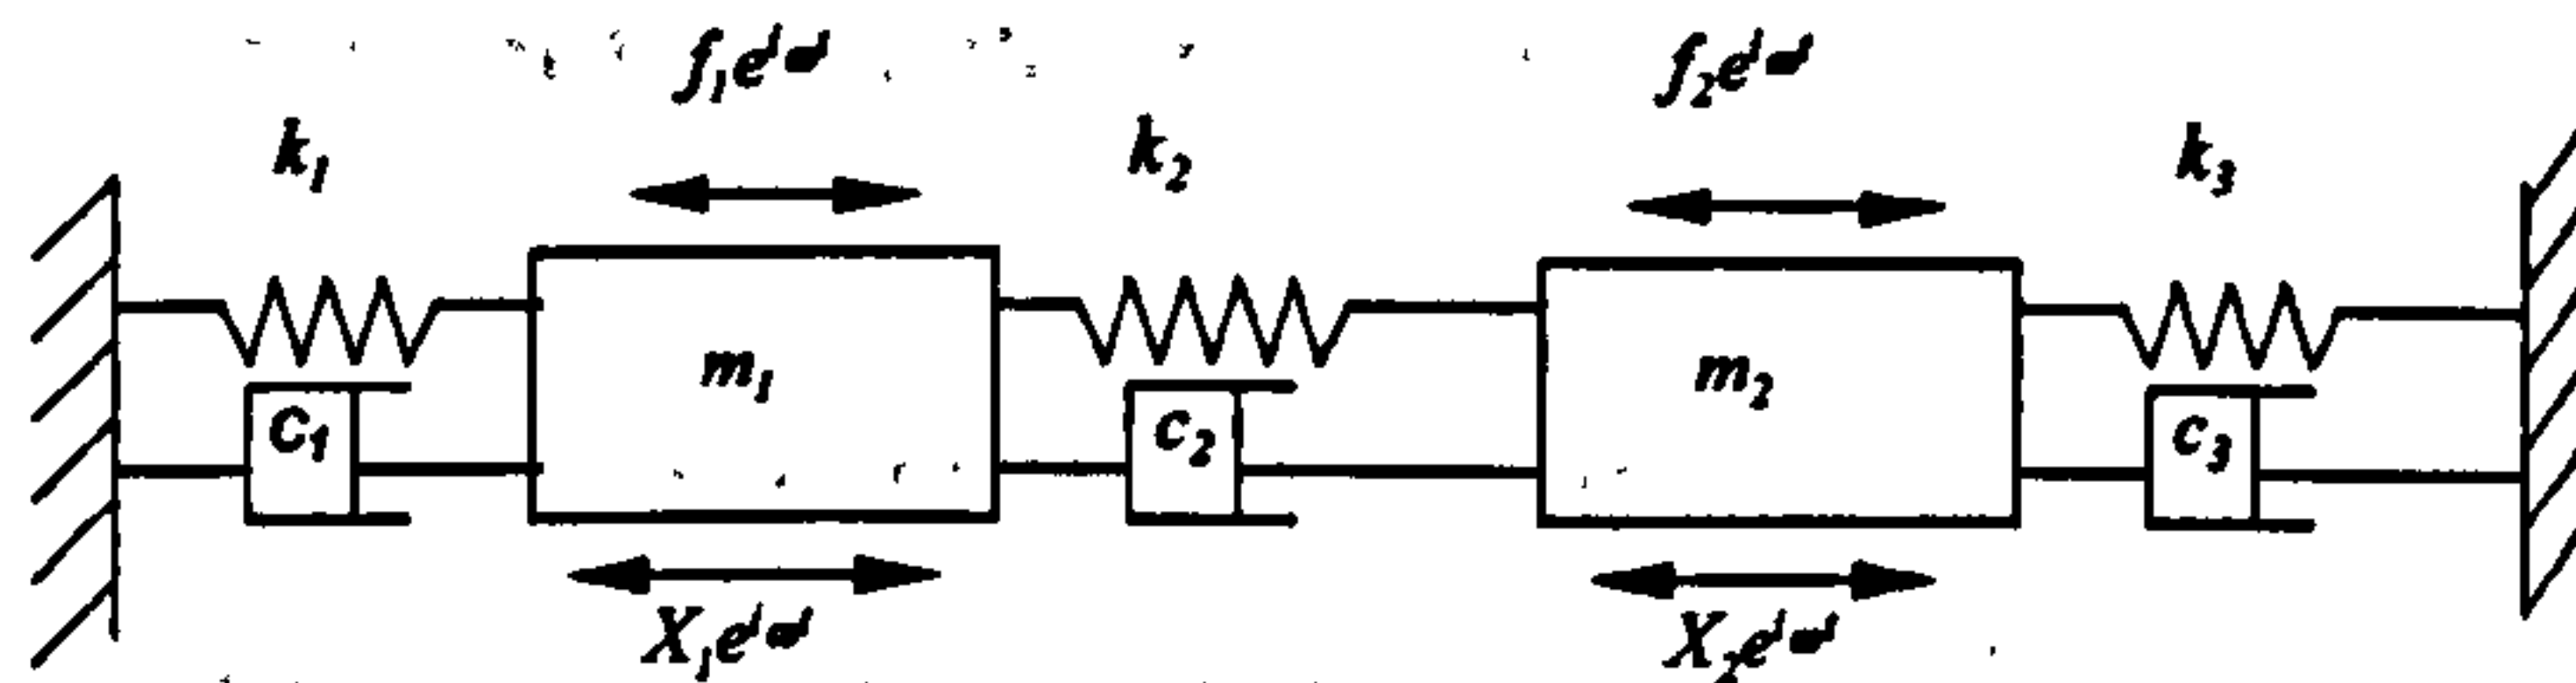 f₁e^{jωt} f₂e^{jωt}
k₁ k₂ k₃
m₁ m₂
C₁ c₂ c₃
X₁e^{jωt} X₂e^{jωt}